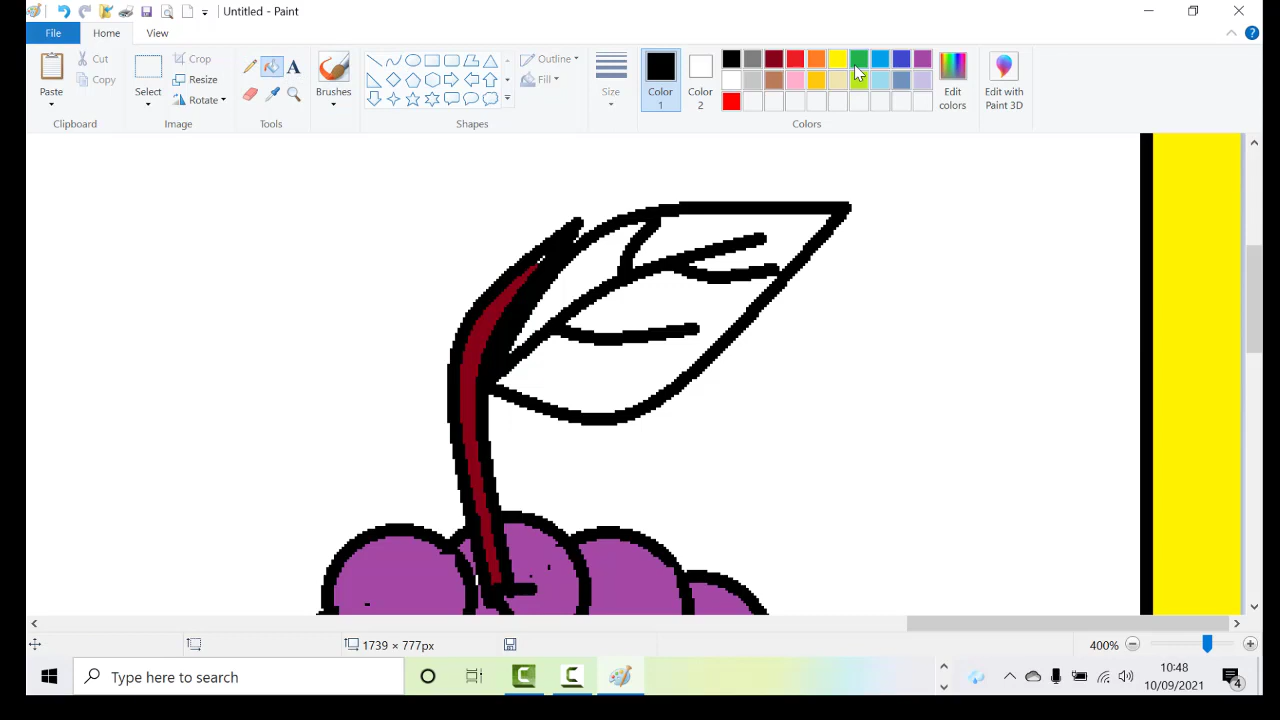 Untitled - Paint
File
Home
View
Paste
Cut
Copy
Clipboard
Select
Crop
Resize
Rotate
Image
A
Tools
Brushes
Outline
Fill
Shapes
Size
Color
1
Color
2
Edit
colors
Colors
Edit with
Paint 3D
1739 × 777px
400%
Type here to search
10:48
10/09/2021
4